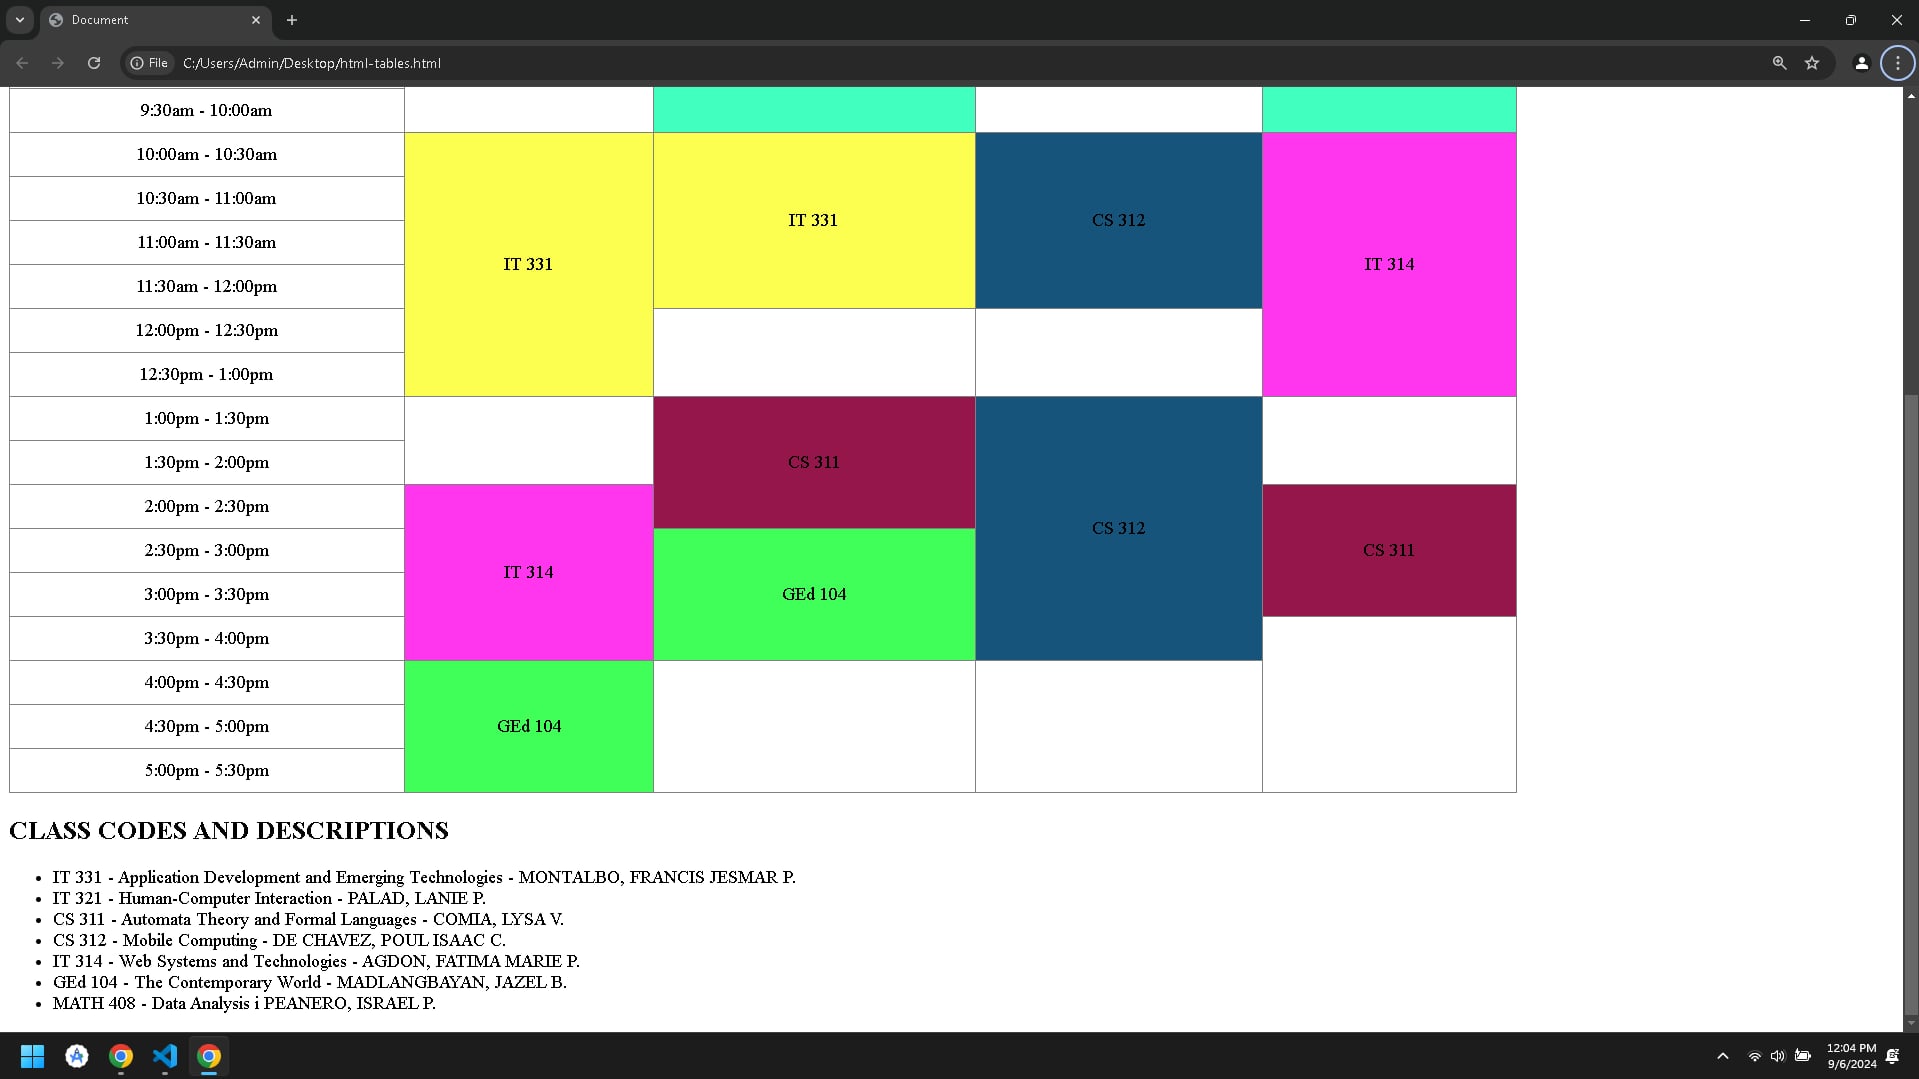 Document
File C:/Users/Admin/Desktop/html-tables.html
9:30am - 10:00am
10:00am - 10:30am
10:30am - 11:00am
IT 331 CS 312
11:00am - 11:30am
IT 331 IT 314
11:30am - 12:00pm
12:00pm - 12:30pm
12:30pm - 1:00pm
1:00pm - 1:30pm
1:30pm - 2:00pm CS 311
2:00pm - 2:30pm
CS 312
2:30pm - 3:00pm CS 311
IT 314
3:00pm - 3:30pm GEd 104
3:30pm - 4:00pm
4:00pm - 4:30pm
4:30pm - 5:00pm GEd 104
5:00pm - 5:30pm
CLASS CODES AND DESCRIPTIONS
• IT 331 - Application Development and Emerging Technologies - MONTALBO, FRANCIS JESMAR P.
• IT 321 - Human-Computer Interaction - PALAD, LANIE P.
• CS 311 - Automata Theory and Formal Languages - COMIA, LYSA V.
• CS 312 - Mobile Computing - DE CHAVEZ, POUL ISAAC C.
• IT 314 - Web Systems and Technologies - AGDON, FATIMA MARIE P.
• GEd 104 - The Contemporary World - MADLANGBAYAN, JAZEL B.
• MATH 408 - Data Analysis i PEANERO, ISRAEL P.
12:04 PM
9/6/2024